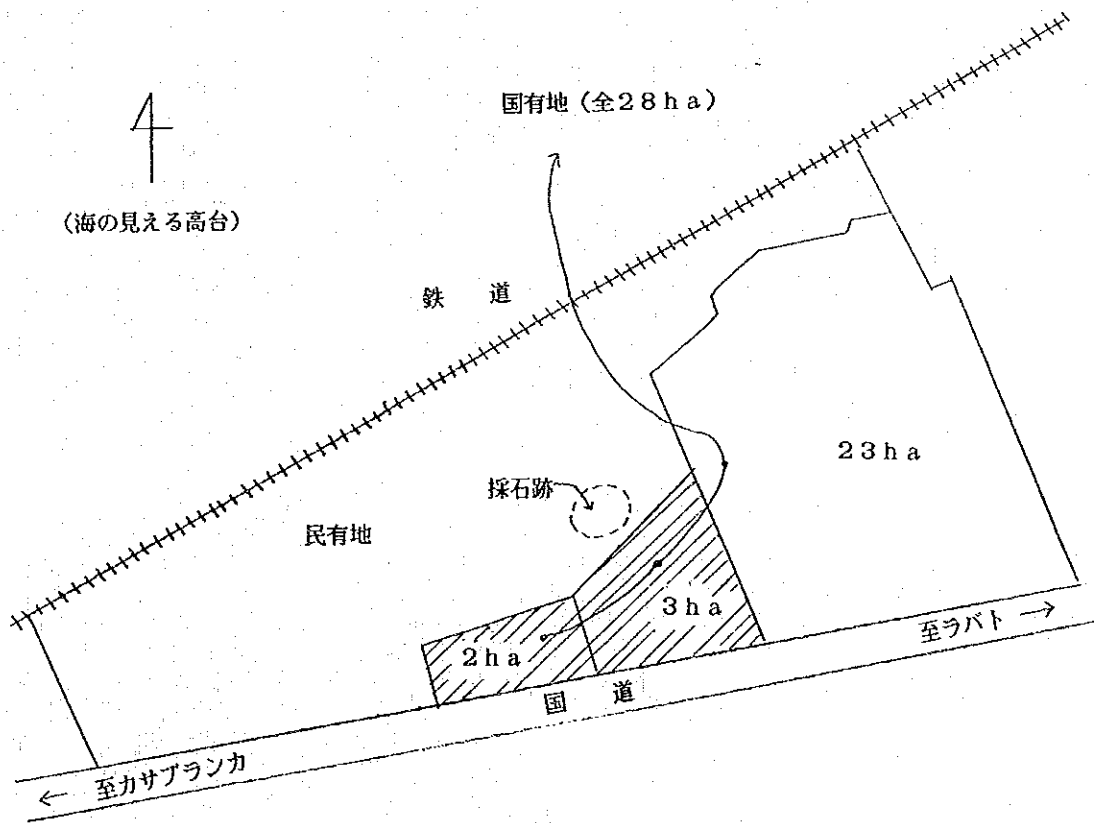 国有地（全28ha）
（海の見える高台）
鉄　道
23ha
採石跡
民有地
3ha
2ha
至ラバト →
国　道
← 至カサブランカ